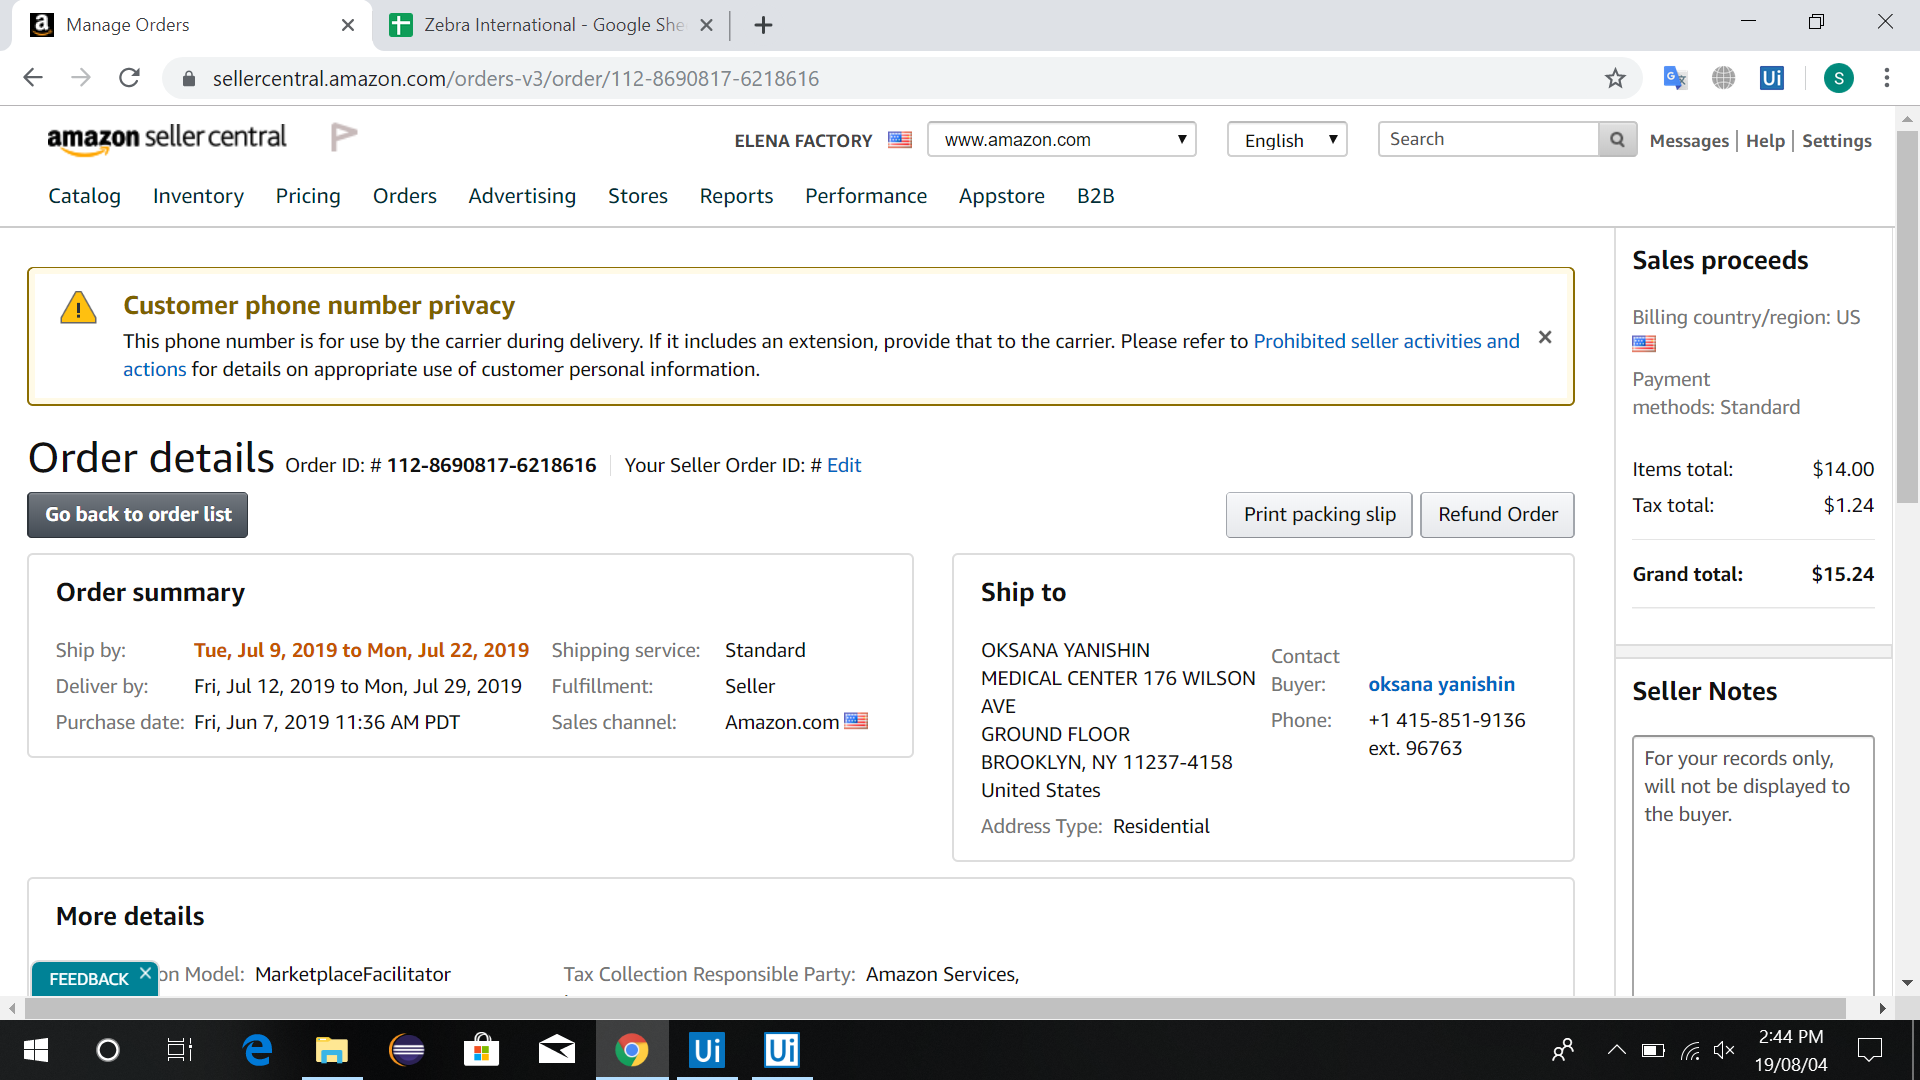 Manage Orders
Zebra International - Google She
sellercentral.amazon.com/orders-v3/order/112-8690817-6218616
S
amazon seller central
ELENA FACTORY
www.amazon.com
English
Search
Messages | Help | Settings
Catalog Inventory Pricing Orders Advertising Stores Reports Performance Appstore B2B
Customer phone number privacy
This phone number is for use by the carrier during delivery. If it includes an extension, provide that to the carrier. Please refer to Prohibited seller activities and
actions for details on appropriate use of customer personal information.
Order details Order ID: # 112-8690817-6218616 Your Seller Order ID: # Edit
Go back to order list
Print packing slip
Refund Order
Order summary
Ship by: Tue, Jul 9, 2019 to Mon, Jul 22, 2019
Deliver by: Fri, Jul 12, 2019 to Mon, Jul 29, 2019
Purchase date: Fri, Jun 7, 2019 11:36 AM PDT
Shipping service: Standard
Fulfillment: Seller
Sales channel: Amazon.com
Ship to
OKSANA YANISHIN
MEDICAL CENTER 176 WILSON
AVE
GROUND FLOOR
BROOKLYN, NY 11237-4158
United States
Address Type: Residential
Contact
Buyer: oksana yanishin
Phone: +1 415-851-9136
ext. 96763
More details
on Model: MarketplaceFacilitator
Tax Collection Responsible Party: Amazon Services,
FEEDBACK
Sales proceeds
Billing country/region: US
Payment
methods: Standard
Items total: $14.00
Tax total: $1.24
Grand total: $15.24
Seller Notes
For your records only,
will not be displayed to
the buyer.
Ui
Ui
Ui
2:44 PM
19/08/04